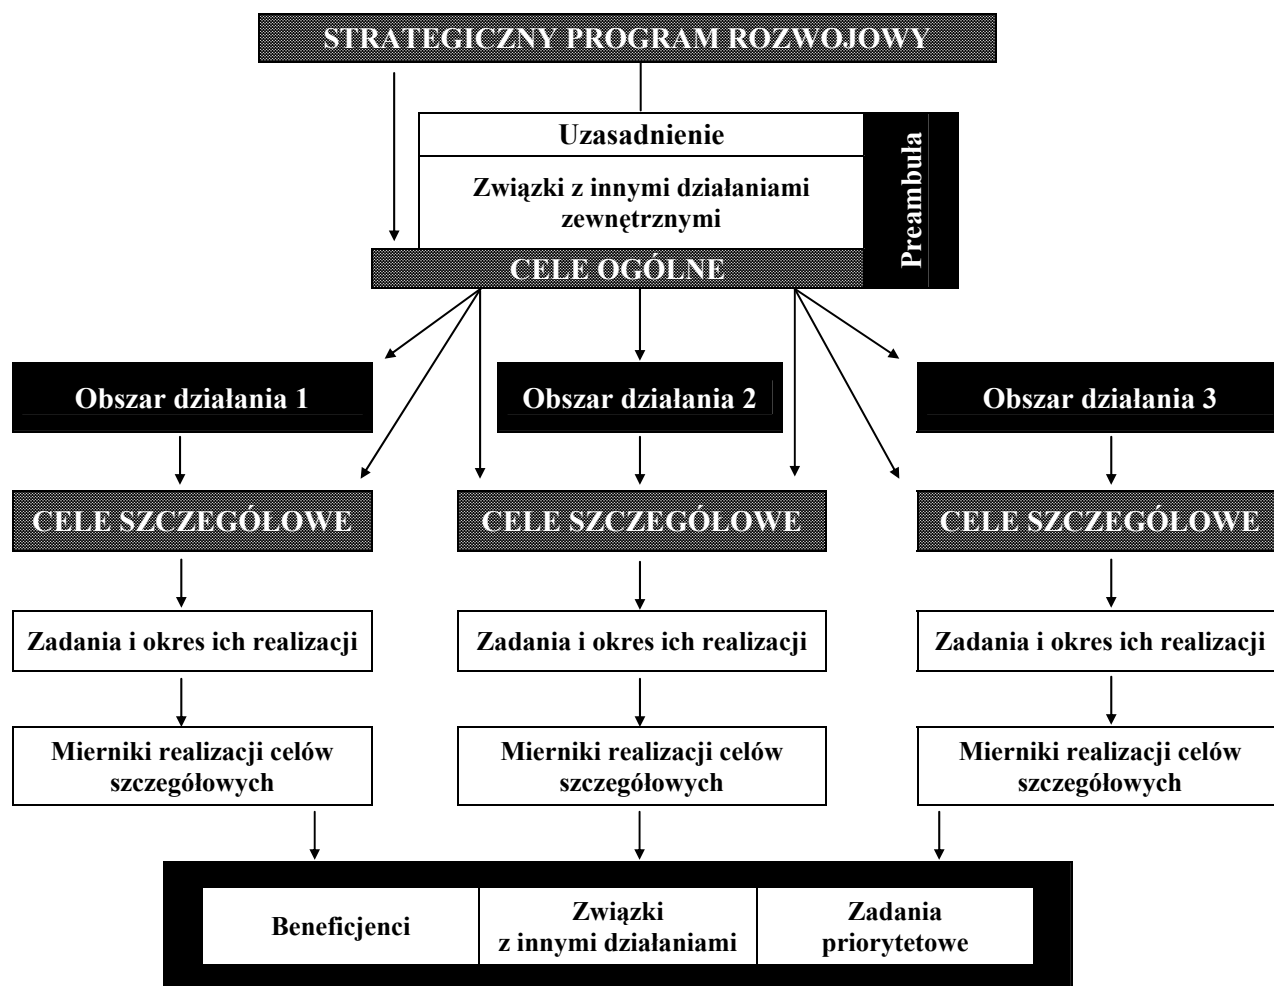 STRATEGICZNY PROGRAM ROZWOJOWY
Uzasadnienie
Związki z innymi działaniami
zewnętrznymi
Preambuła
CELE OGÓLNE
Obszar działania 1
Obszar działania 2
Obszar działania 3
CELE SZCZEGÓŁOWE
CELE SZCZEGÓŁOWE
CELE SZCZEGÓŁOWE
Zadania i okres ich realizacji
Zadania i okres ich realizacji
Zadania i okres ich realizacji
Mierniki realizacji celów
szczegółowych
Mierniki realizacji celów
szczegółowych
Mierniki realizacji celów
szczegółowych
Beneficjenci
Związki
z innymi działaniami
Zadania
priorytetowe